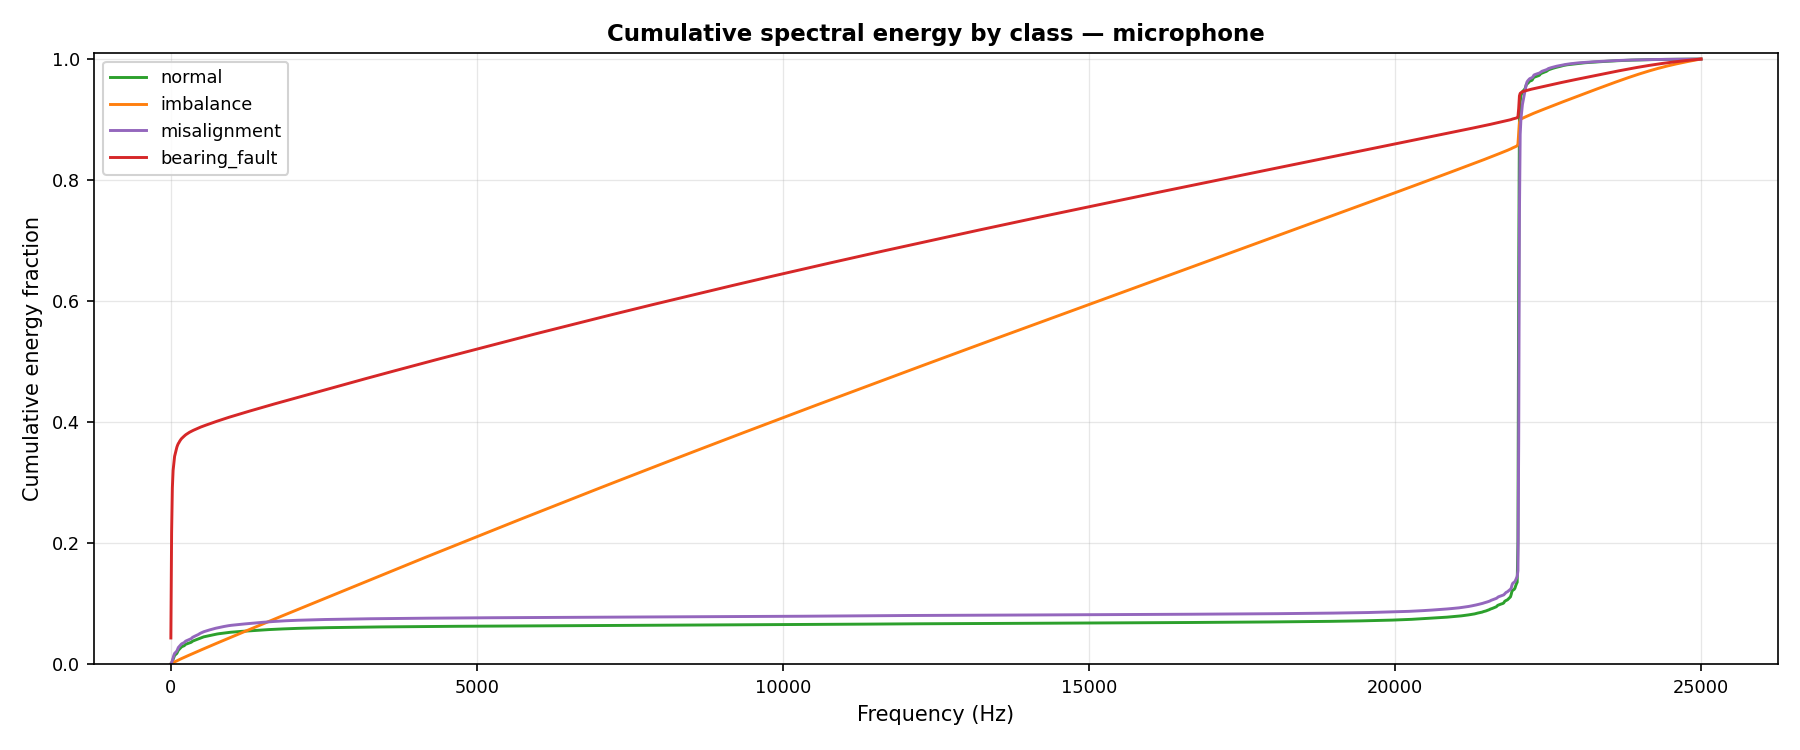 Cumulative spectral energy by class — microphone
normal
imbalance
misalignment
bearing_fault
Cumulative energy fraction
1.0
0.8
0.6
0.4
0.2
0.0
0 5000 10000 15000 20000 25000
Frequency (Hz)